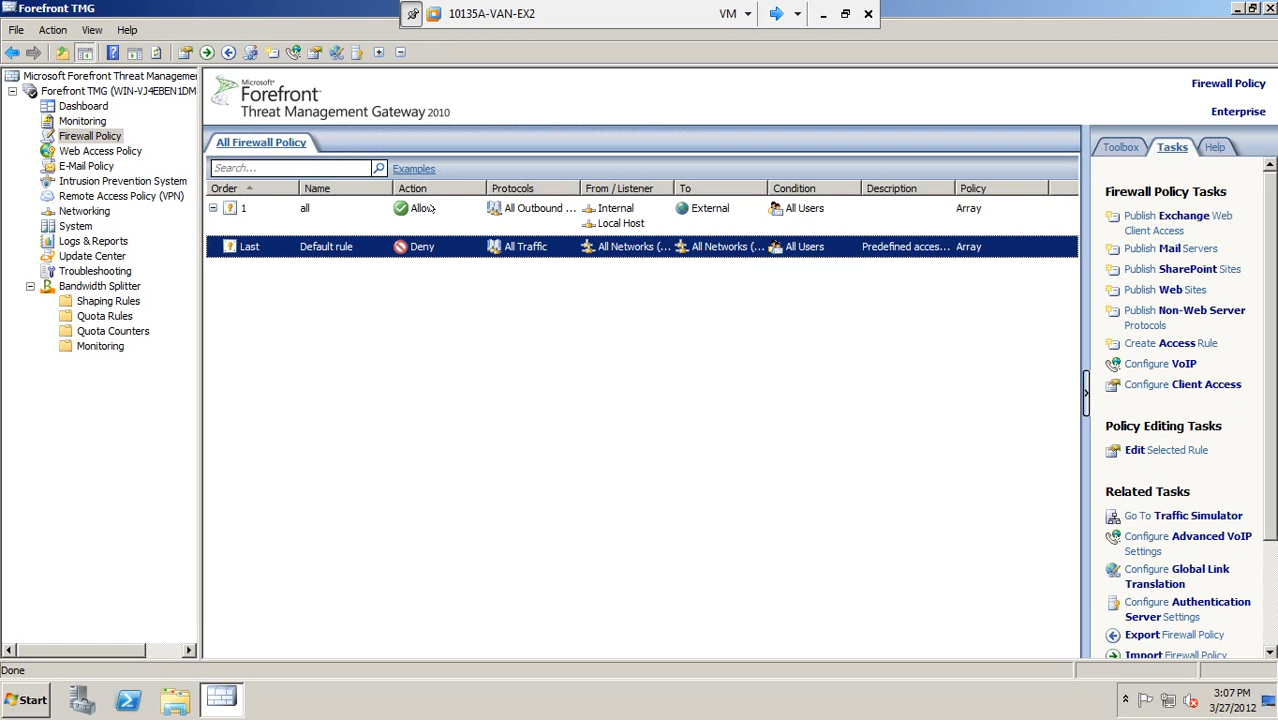 Forefront TMG
10135A-VAN-EX2
VM
File Action View Help
Microsoft Forefront Threat Manageme
Forefront TMG (WIN-VJ4EBEN1DM
Dashboard
Monitoring
Firewall Policy
Web Access Policy
E-Mail Policy
Intrusion Prevention System
Remote Access Policy (VPN)
Networking
System
Logs & Reports
Update Center
Troubleshooting
Bandwidth Splitter
Shaping Rules
Quota Rules
Quota Counters
Monitoring
Microsoft®
Forefront™
Threat Management Gateway 2010
Firewall Policy
Enterprise
All Firewall Policy
Search... Examples
Order Name Action Protocols From / Listener To Condition Description Policy
1 all Allow All Outbound ... Internal External All Users Array
Local Host
Last Default rule Deny All Traffic All Networks (... All Networks (... All Users Predefined acces... Array
Toolbox Tasks Help
Firewall Policy Tasks
Publish Exchange Web
Client Access
Publish Mail Servers
Publish SharePoint Sites
Publish Web Sites
Publish Non-Web Server
Protocols
Create Access Rule
Configure VoIP
Configure Client Access
Policy Editing Tasks
Edit Selected Rule
Related Tasks
Go To Traffic Simulator
Configure Advanced VoIP
Settings
Configure Global Link
Translation
Configure Authentication
Server Settings
Export Firewall Policy
Import Firewall Policy
Done
Start
3:07 PM
3/27/2012